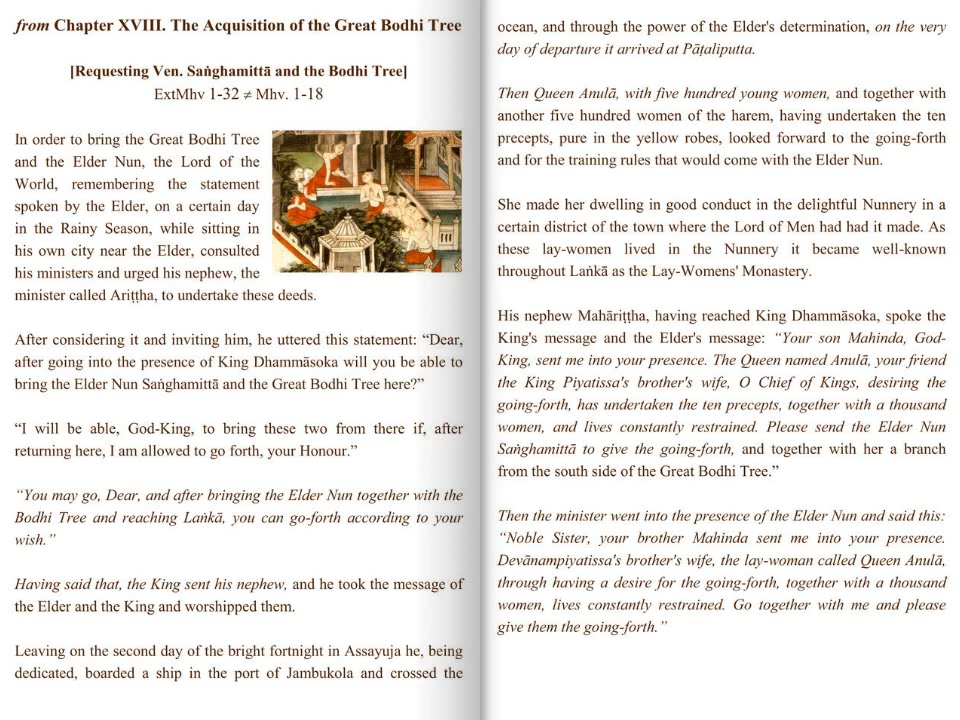 from Chapter XVIII. The Acquisition of the Great Bodhi Tree
[Requesting Ven. Saṅghamittā and the Bodhi Tree]
ExtMhv 1-32 ≠ Mhv. 1-18
In order to bring the Great Bodhi Tree
and the Elder Nun, the Lord of the
World, remembering the statement
spoken by the Elder, on a certain day
in the Rainy Season, while sitting in
his own city near the Elder, consulted
his ministers and urged his nephew, the
minister called Ariṭṭha, to undertake these deeds.
After considering it and inviting him, he uttered this statement: “Dear,
after going into the presence of King Dhammāsoka will you be able to
bring the Elder Nun Saṅghamittā and the Great Bodhi Tree here?”
“I will be able, God-King, to bring these two from there if, after
returning here, I am allowed to go forth, your Honour.”
“You may go, Dear, and after bringing the Elder Nun together with the
Bodhi Tree and reaching Laṅkā, you can go-forth according to your
wish.”
Having said that, the King sent his nephew, and he took the message of
the Elder and the King and worshipped them.
Leaving on the second day of the bright fortnight in Assayuja he, being
dedicated, boarded a ship in the port of Jambukola and crossed the
ocean, and through the power of the Elder's determination, on the very
day of departure it arrived at Pāṭaliputta.
Then Queen Anulā, with five hundred young women, and together with
another five hundred women of the harem, having undertaken the ten
precepts, pure in the yellow robes, looked forward to the going-forth
and for the training rules that would come with the Elder Nun.
She made her dwelling in good conduct in the delightful Nunnery in a
certain district of the town where the Lord of Men had had it made. As
these lay-women lived in the Nunnery it became well-known
throughout Laṅkā as the Lay-Womens' Monastery.
His nephew Mahāriṭṭha, having reached King Dhammāsoka, spoke the
King's message and the Elder's message: “Your son Mahinda, God-
King, sent me into your presence. The Queen named Anulā, your friend
the King Piyatissa's brother's wife, O Chief of Kings, desiring the
going-forth, has undertaken the ten precepts, together with a thousand
women, and lives constantly restrained. Please send the Elder Nun
Saṅghamittā to give the going-forth, and together with her a branch
from the south side of the Great Bodhi Tree.”
Then the minister went into the presence of the Elder Nun and said this:
“Noble Sister, your brother Mahinda sent me into your presence.
Devānampiyatissa's brother's wife, the lay-woman called Queen Anulā,
through having a desire for the going-forth, together with a thousand
women, lives constantly restrained. Go together with me and please
give them the going-forth.”